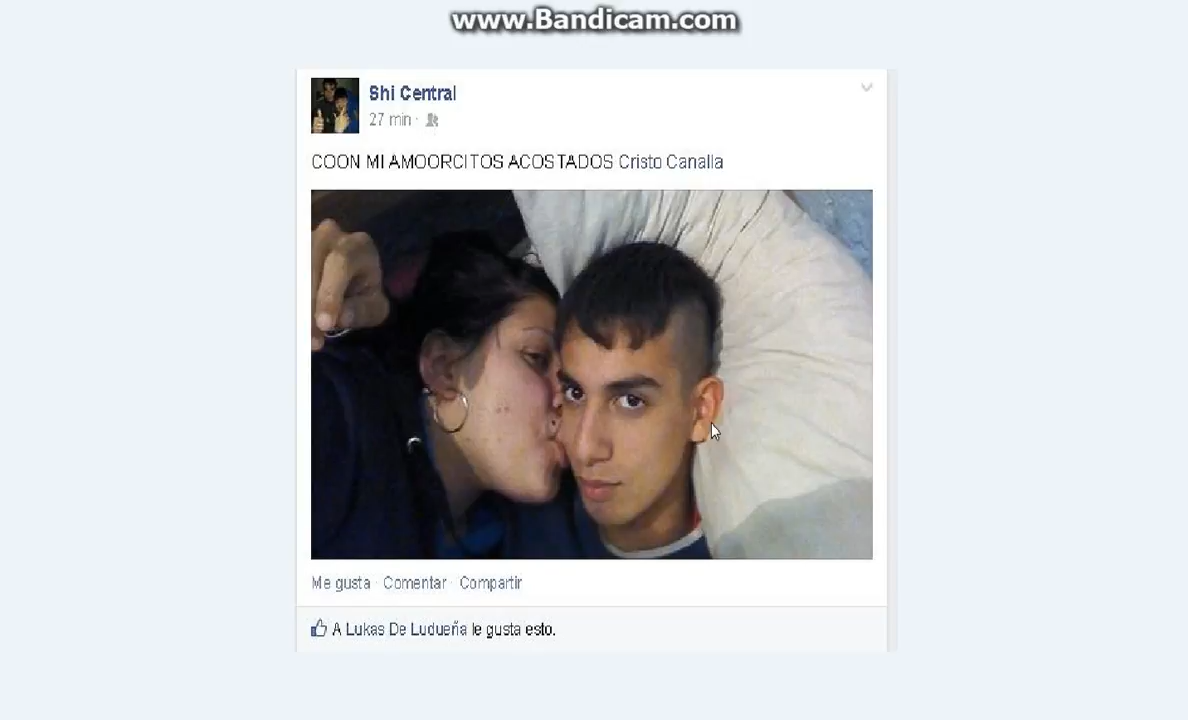 www.Bandicam.com
Shi Central
27 min ·
COON MI AMOORCITOS ACOSTADOS Cristo Canalla
Me gusta · Comentar · Compartir
A Lukas De Ludueña le gusta esto.